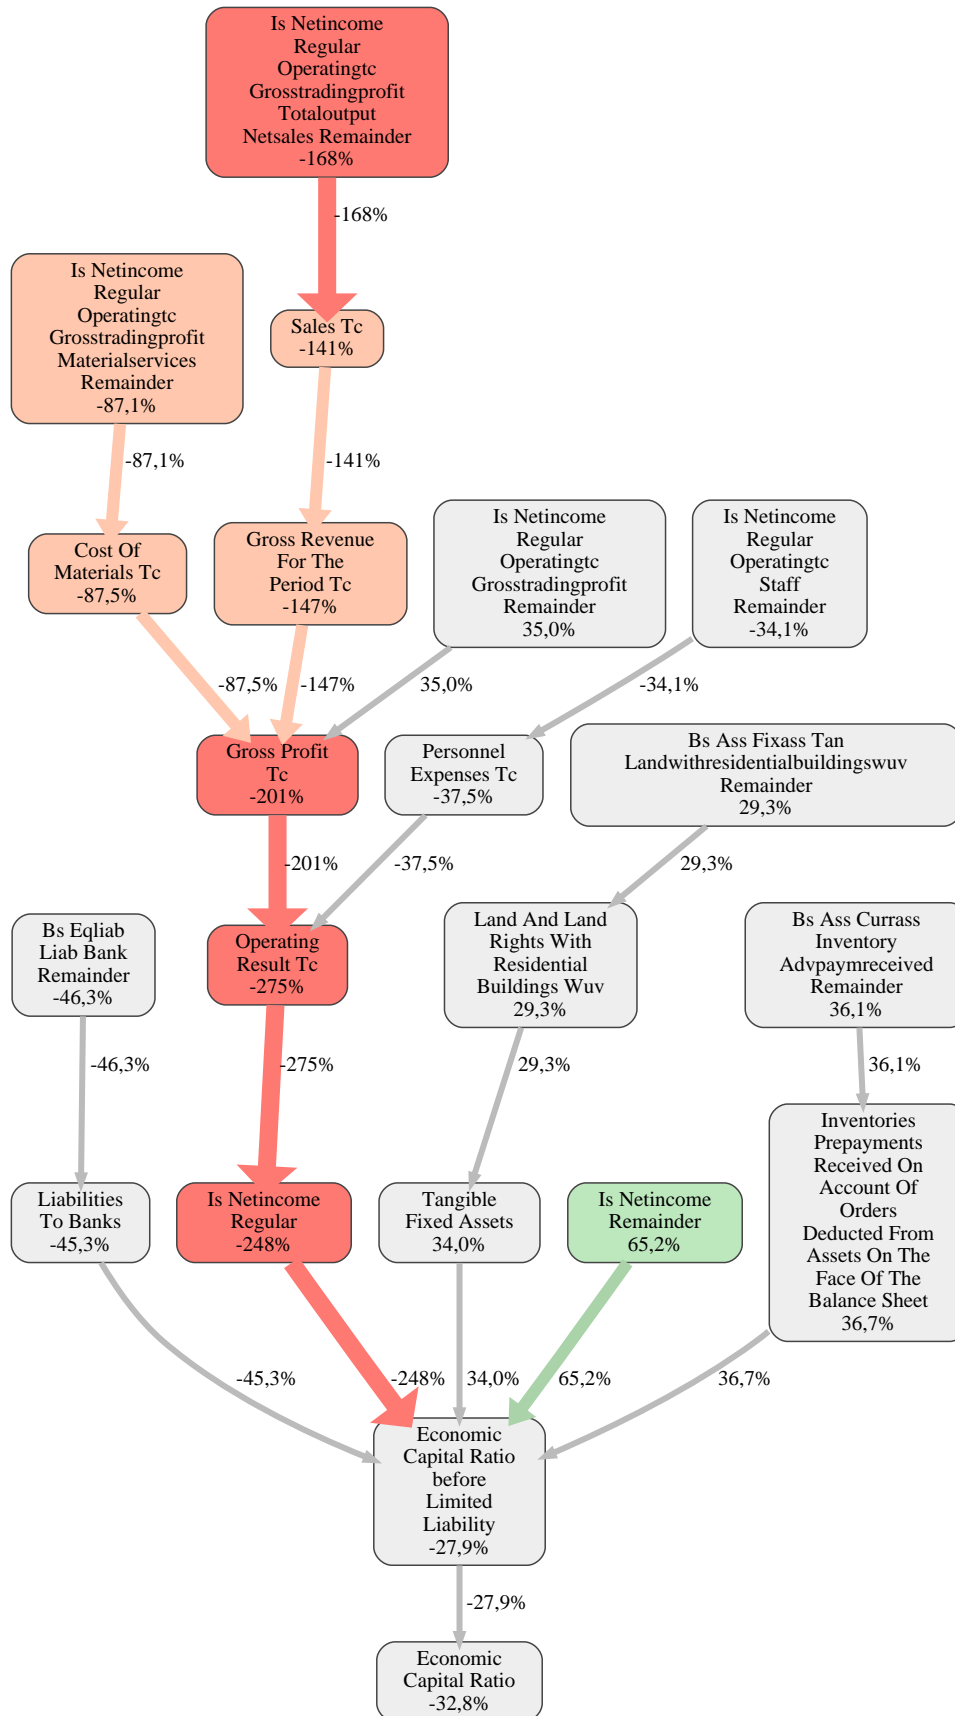 Is Netincome
Regular
Operatingtc
Grosstradingprofit
Totaloutput
Netsales Remainder
-168%
-168%
Is Netincome
Regular
Operatingtc
Grosstradingprofit
Materialservices
Remainder
-87,1%
Sales Tc
-141%
-87,1%
-141%
Cost Of
Materials Tc
-87,5%
Gross Revenue
For The
Period Tc
-147%
Is Netincome
Regular
Operatingtc
Grosstradingprofit
Remainder
35,0%
Is Netincome
Regular
Operatingtc
Staff
Remainder
-34,1%
-87,5%
-147%
35,0%
-34,1%
Gross Profit
Tc
-201%
Personnel
Expenses Tc
-37,5%
Bs Ass Fixass Tan
Landwithresidentialbuildingswuv
Remainder
29,3%
-201%
-37,5%
29,3%
Bs Eqliab
Liab Bank
Remainder
-46,3%
Operating
Result Tc
-275%
Land And Land
Rights With
Residential
Buildings Wuv
29,3%
Bs Ass Currass
Inventory
Advpaymreceived
Remainder
36,1%
-46,3%
-275%
29,3%
36,1%
Liabilities
To Banks
-45,3%
Is Netincome
Regular
-248%
Tangible
Fixed Assets
34,0%
Is Netincome
Remainder
65,2%
Inventories
Prepayments
Received On
Account Of
Orders
Deducted From
Assets On The
Face Of The
Balance Sheet
36,7%
-45,3%
-248%
34,0%
65,2%
36,7%
Economic
Capital Ratio
before
Limited
Liability
-27,9%
-27,9%
Economic
Capital Ratio
-32,8%